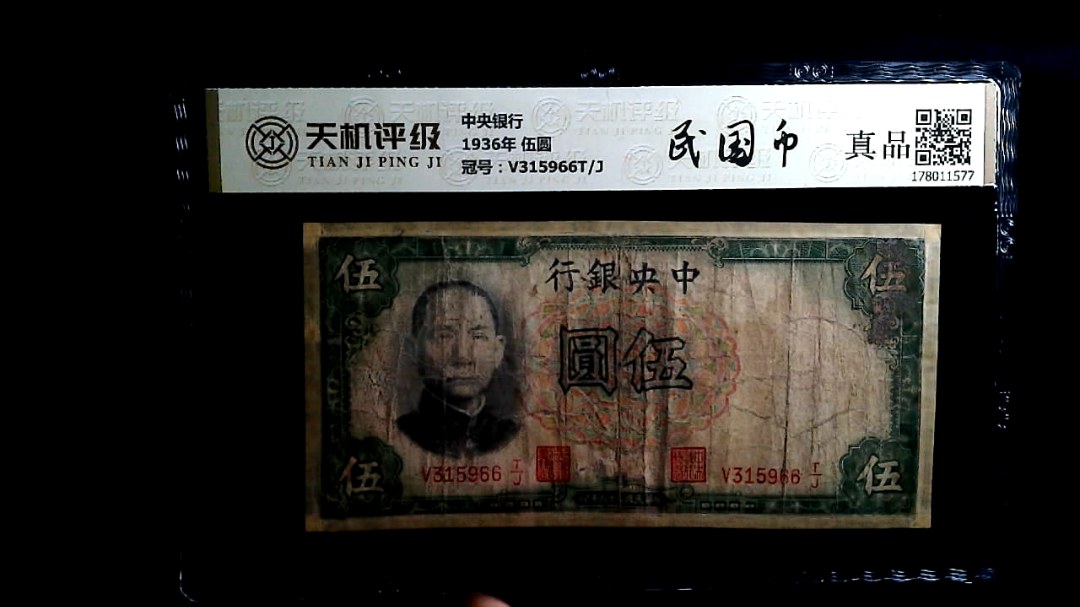 天机评级
TIAN JI PING JI
中央银行
1936年 伍圆
冠号：V315966T/J
民国币
真品
178011577
伍
行銀央中
伍
圓伍
V315966 T/J
V315966 T/J
伍
伍